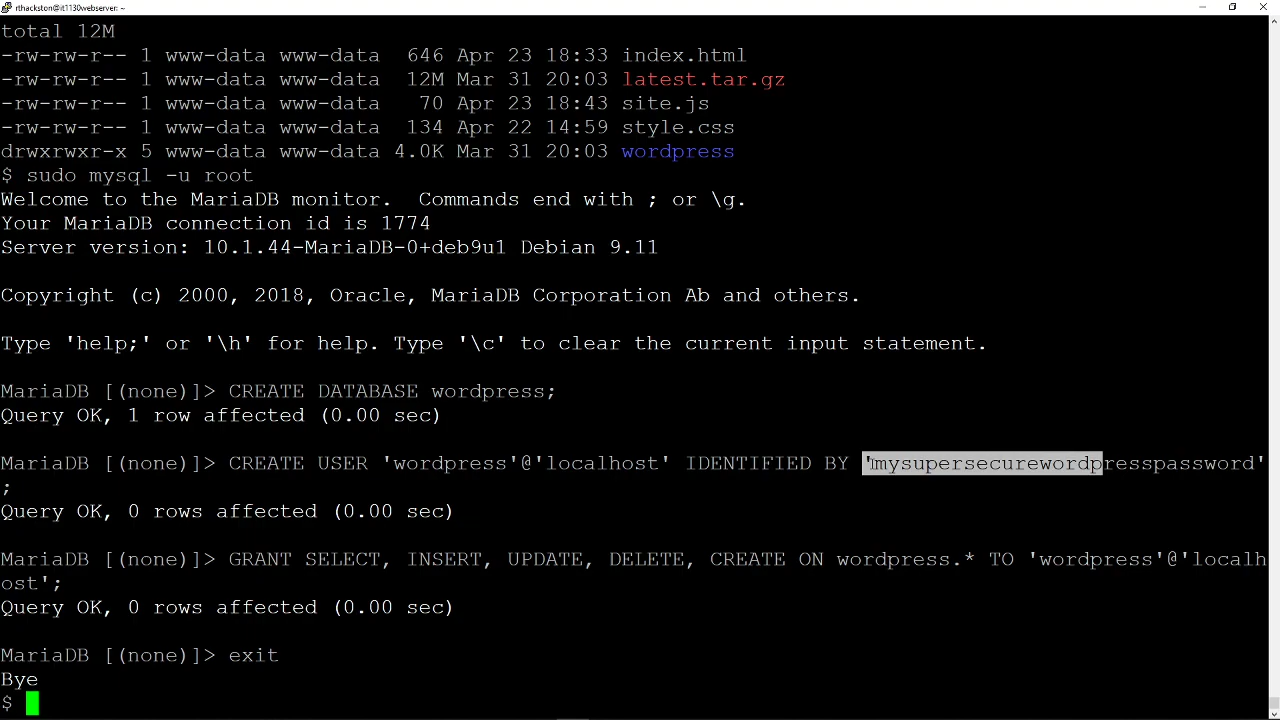 rthackston@it1130webserver: ~
total 12M
-rw-rw-r-- 1 www-data www-data  646 Apr 23 18:33 index.html
-rw-rw-r-- 1 www-data www-data  12M Mar 31 20:03 latest.tar.gz
-rw-rw-r-- 1 www-data www-data   70 Apr 23 18:43 site.js
-rw-rw-r-- 1 www-data www-data  134 Apr 22 14:59 style.css
drwxrwxr-x 5 www-data www-data 4.0K Mar 31 20:03 wordpress
$ sudo mysql -u root
Welcome to the MariaDB monitor.  Commands end with ; or \g.
Your MariaDB connection id is 1774
Server version: 10.1.44-MariaDB-0+deb9u1 Debian 9.11
Copyright (c) 2000, 2018, Oracle, MariaDB Corporation Ab and others.
Type 'help;' or '\h' for help. Type '\c' to clear the current input statement.
MariaDB [(none)]> CREATE DATABASE wordpress;
Query OK, 1 row affected (0.00 sec)
MariaDB [(none)]> CREATE USER 'wordpress'@'localhost' IDENTIFIED BY 'mysupersecurewordpresspassword'
;
Query OK, 0 rows affected (0.00 sec)
MariaDB [(none)]> GRANT SELECT, INSERT, UPDATE, DELETE, CREATE ON wordpress.* TO 'wordpress'@'localh
ost';
Query OK, 0 rows affected (0.00 sec)
MariaDB [(none)]> exit
Bye
$